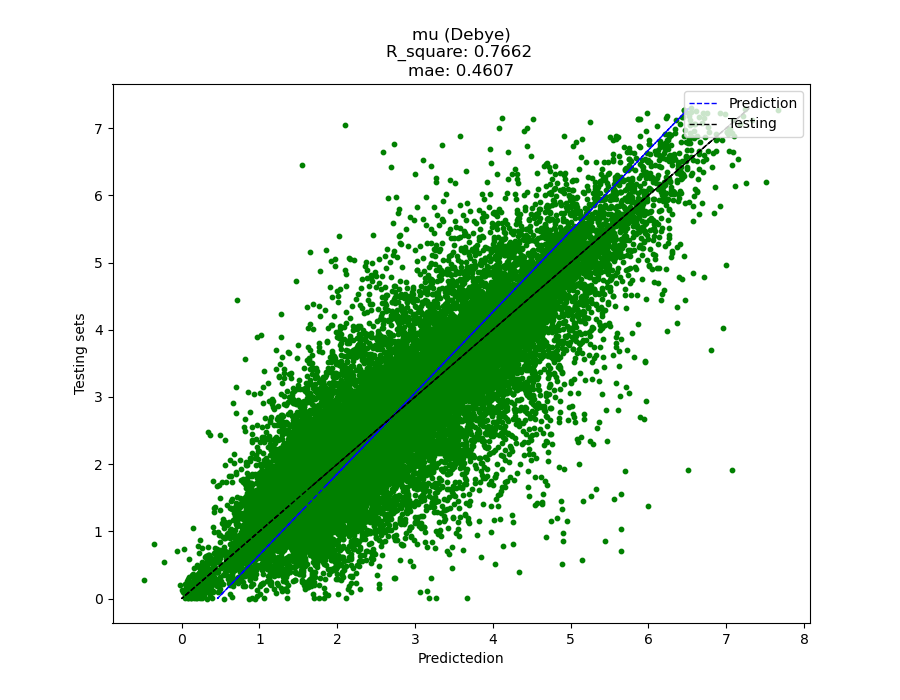 mu (Debye)
R_square: 0.7662
mae: 0.4607
Prediction
Testing
7
6
5
4
3
2
1
0
Testing sets
0 1 2 3 4 5 6 7 8
Predictedion